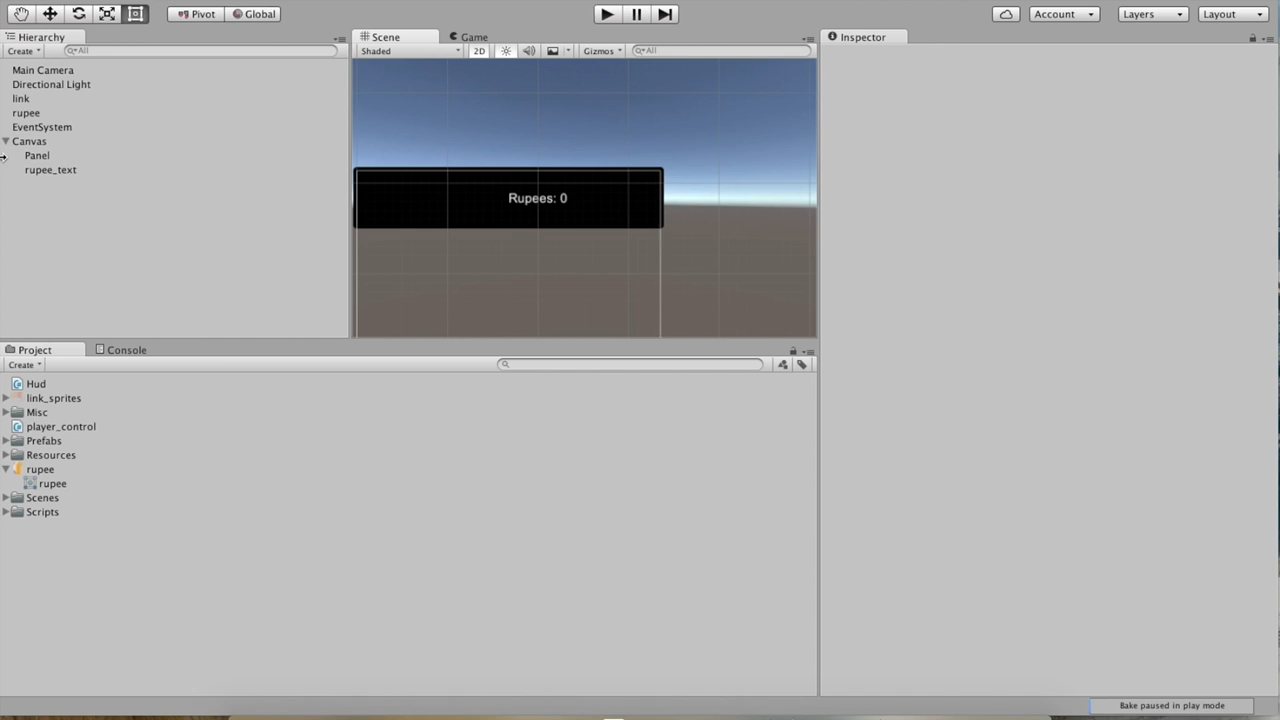 Pivot Global Account Layers Layout
Hierarchy Scene Game Inspector
Create All Shaded 2D Gizmos All
Main Camera
Directional Light
link
rupee
EventSystem
Canvas
Panel
rupee_text
Rupees: 0
Project Console
Create
Hud
link_sprites
Misc
player_control
Prefabs
Resources
rupee
rupee
Scenes
Scripts
Bake paused in play mode